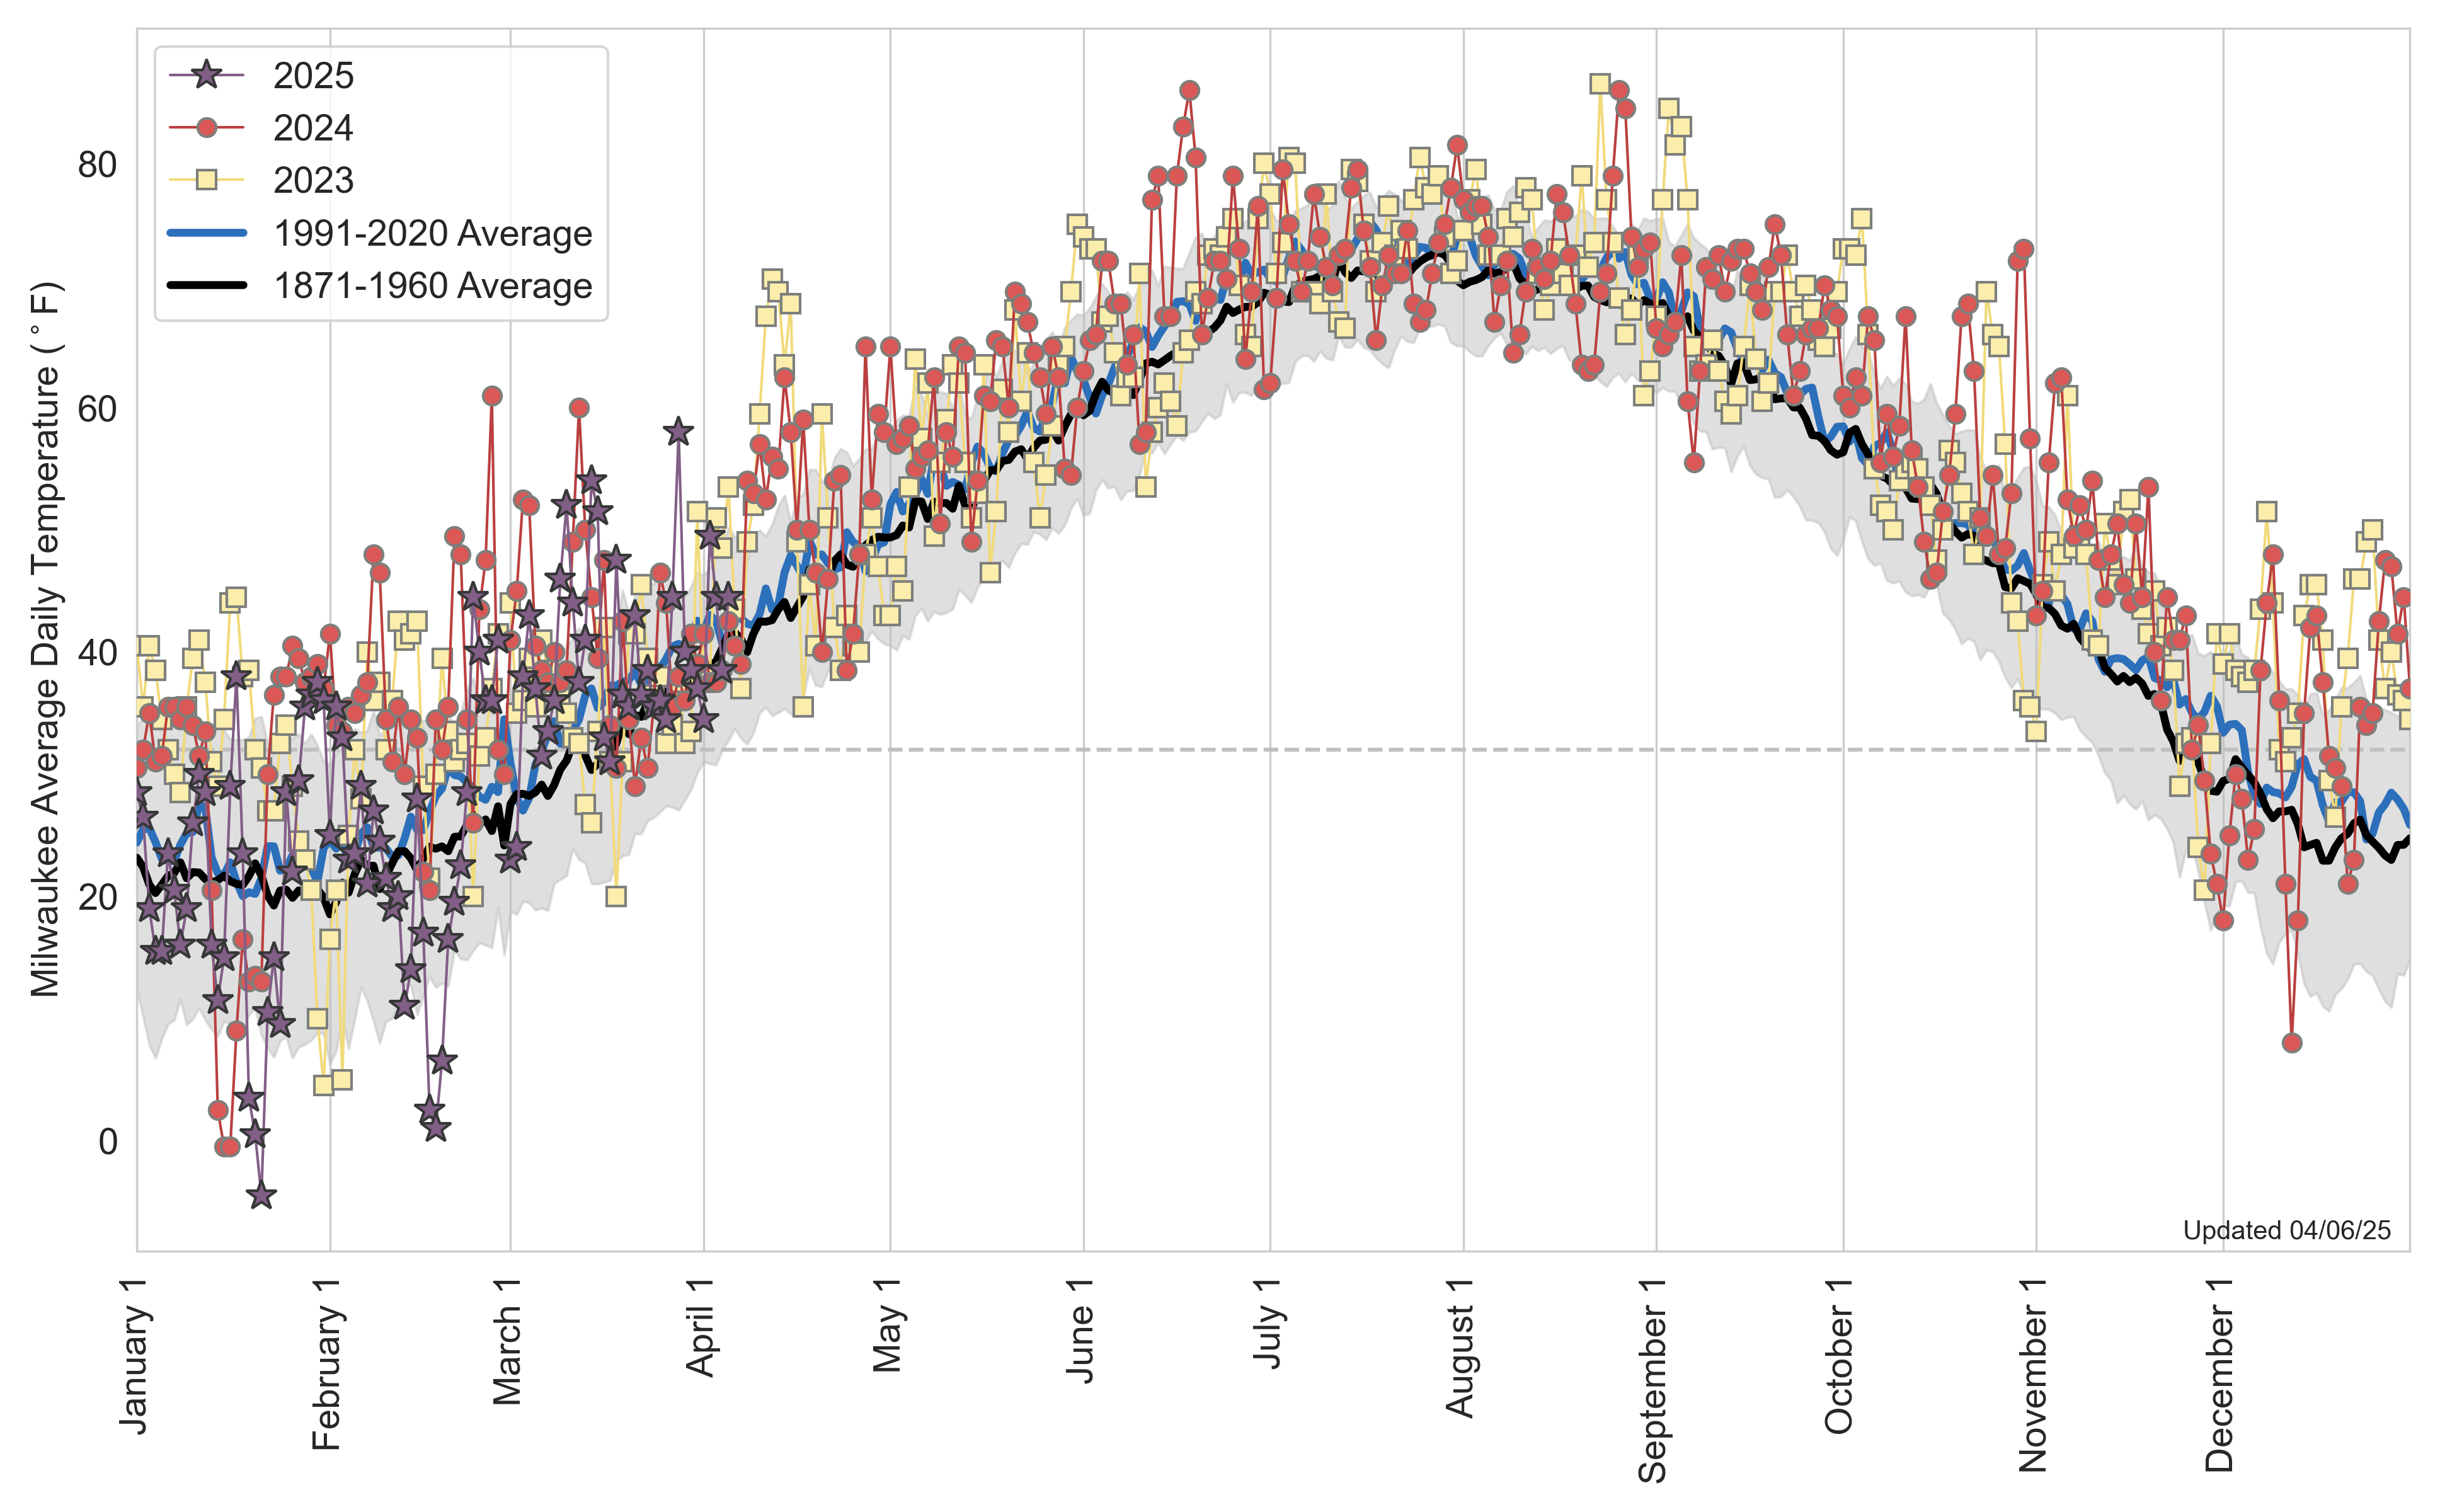 2025
2024
2023
1991-2020 Average
1871-1960 Average
Milwaukee Average Daily Temperature (°F)
80
60
40
20
0
Updated 04/06/25
January 1
February 1
March 1
April 1
May 1
June 1
July 1
August 1
September 1
October 1
November 1
December 1